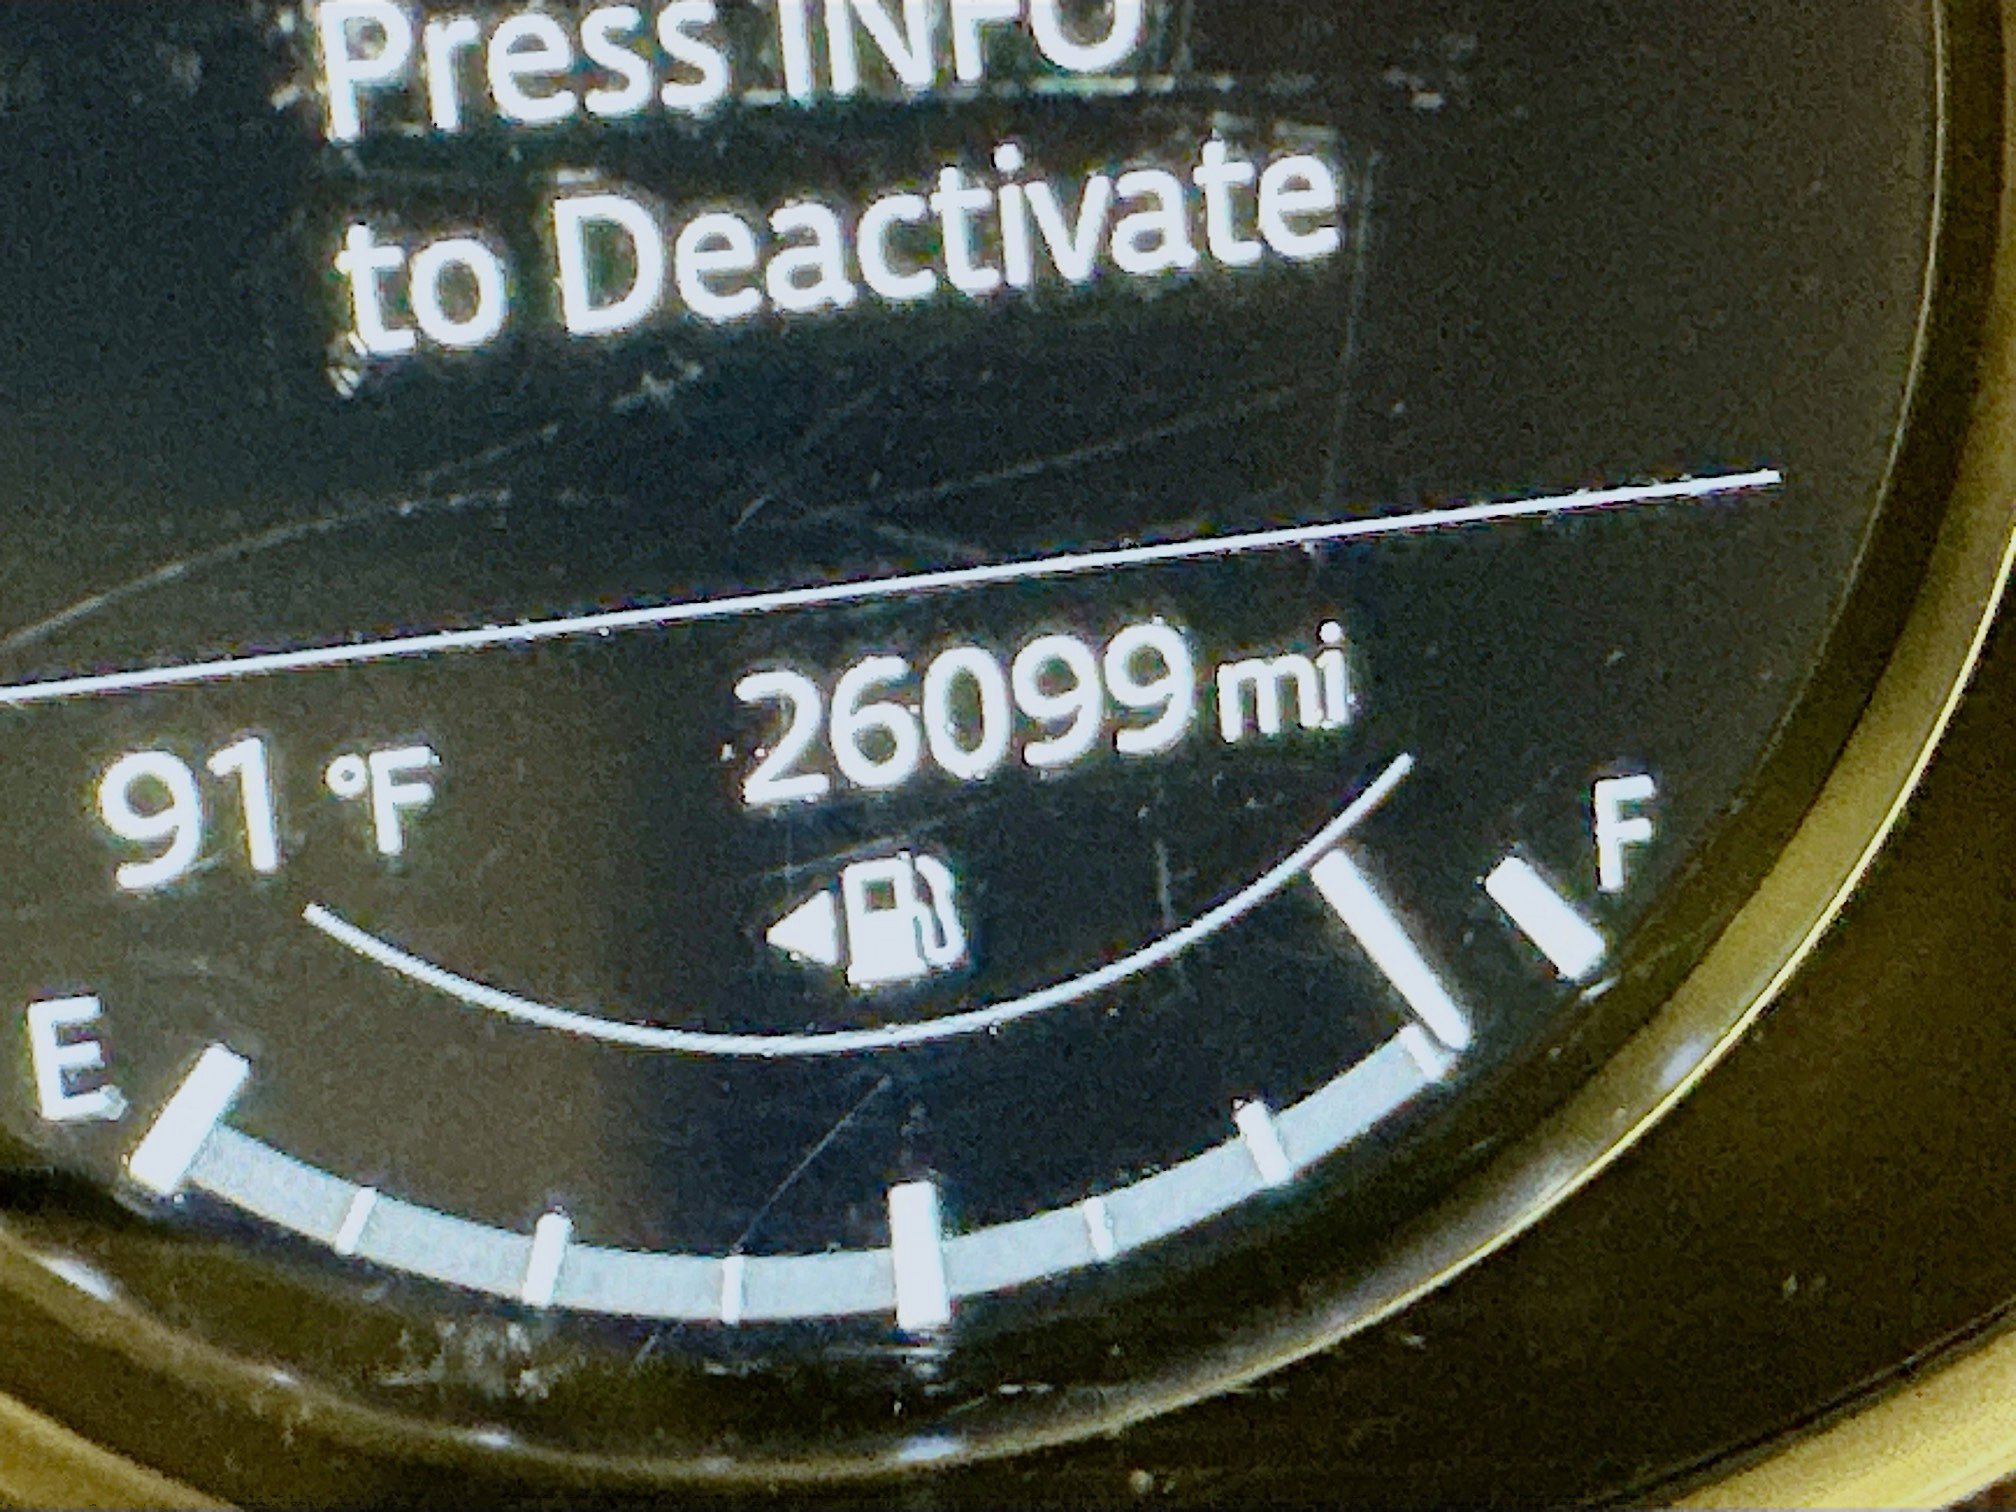 Press INFO
to Deactivate
26099 mi
91 °F
E
F